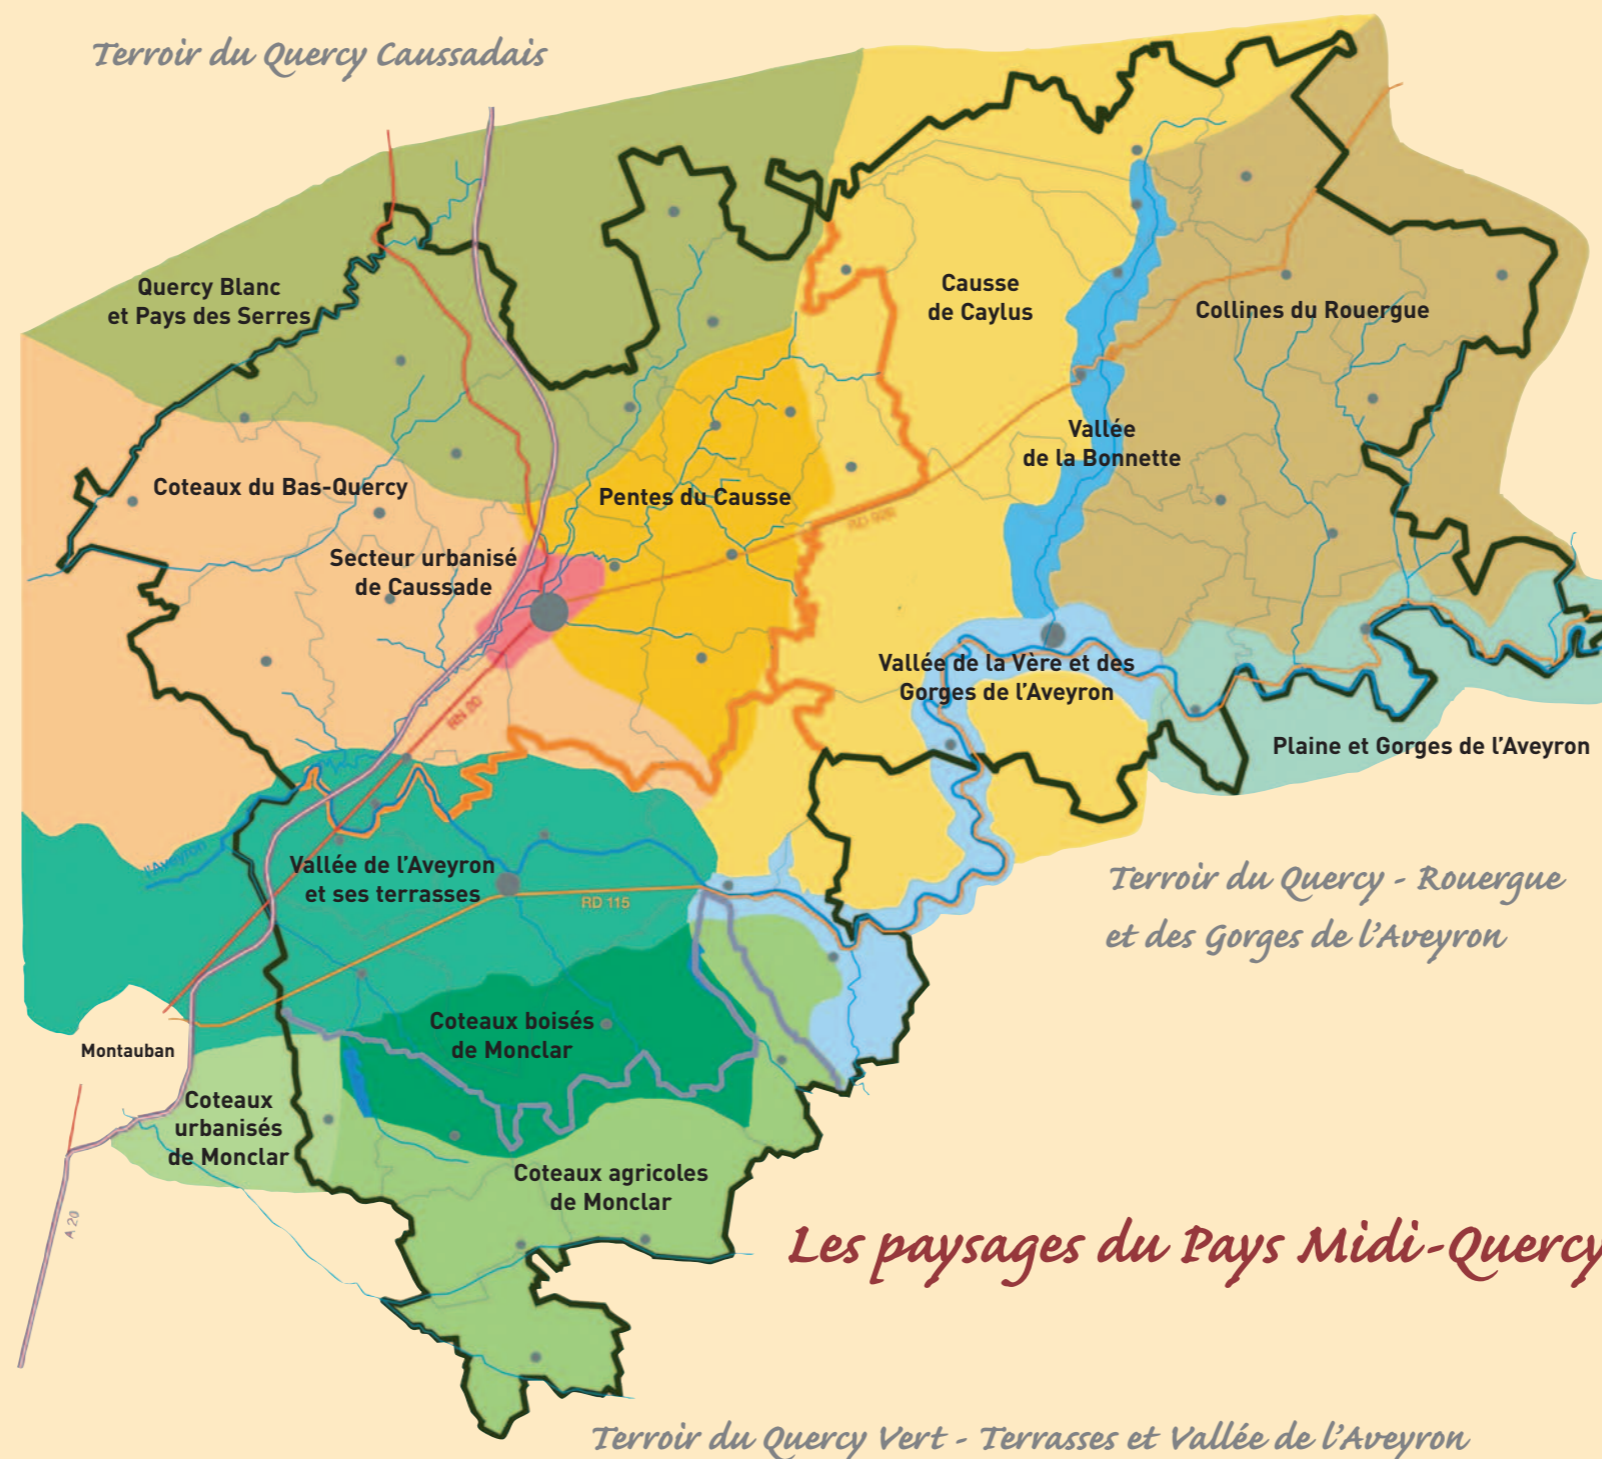 Terroir du Quercy Caussadais
Quercy Blanc
et Pays des Serres
Causse
de Caylus
Collines du Rouergue
Vallée
de la Bonnette
Coteaux du Bas-Quercy
Pentes du Causse
RD 926
Secteur urbanisé
de Caussade
Vallée de la Vère et des
Gorges de l'Aveyron
RN 20
Plaine et Gorges de l'Aveyron
l'Aveyron
Vallée de l'Aveyron
et ses terrasses
RD 115
Terroir du Quercy - Rouergue
et des Gorges de l'Aveyron
Coteaux boisés
de Monclar
Montauban
Coteaux
urbanisés
de Monclar
Coteaux agricoles
de Monclar
A 20
Les paysages du Pays Midi-Quercy
Terroir du Quercy Vert - Terrasses et Vallée de l'Aveyron